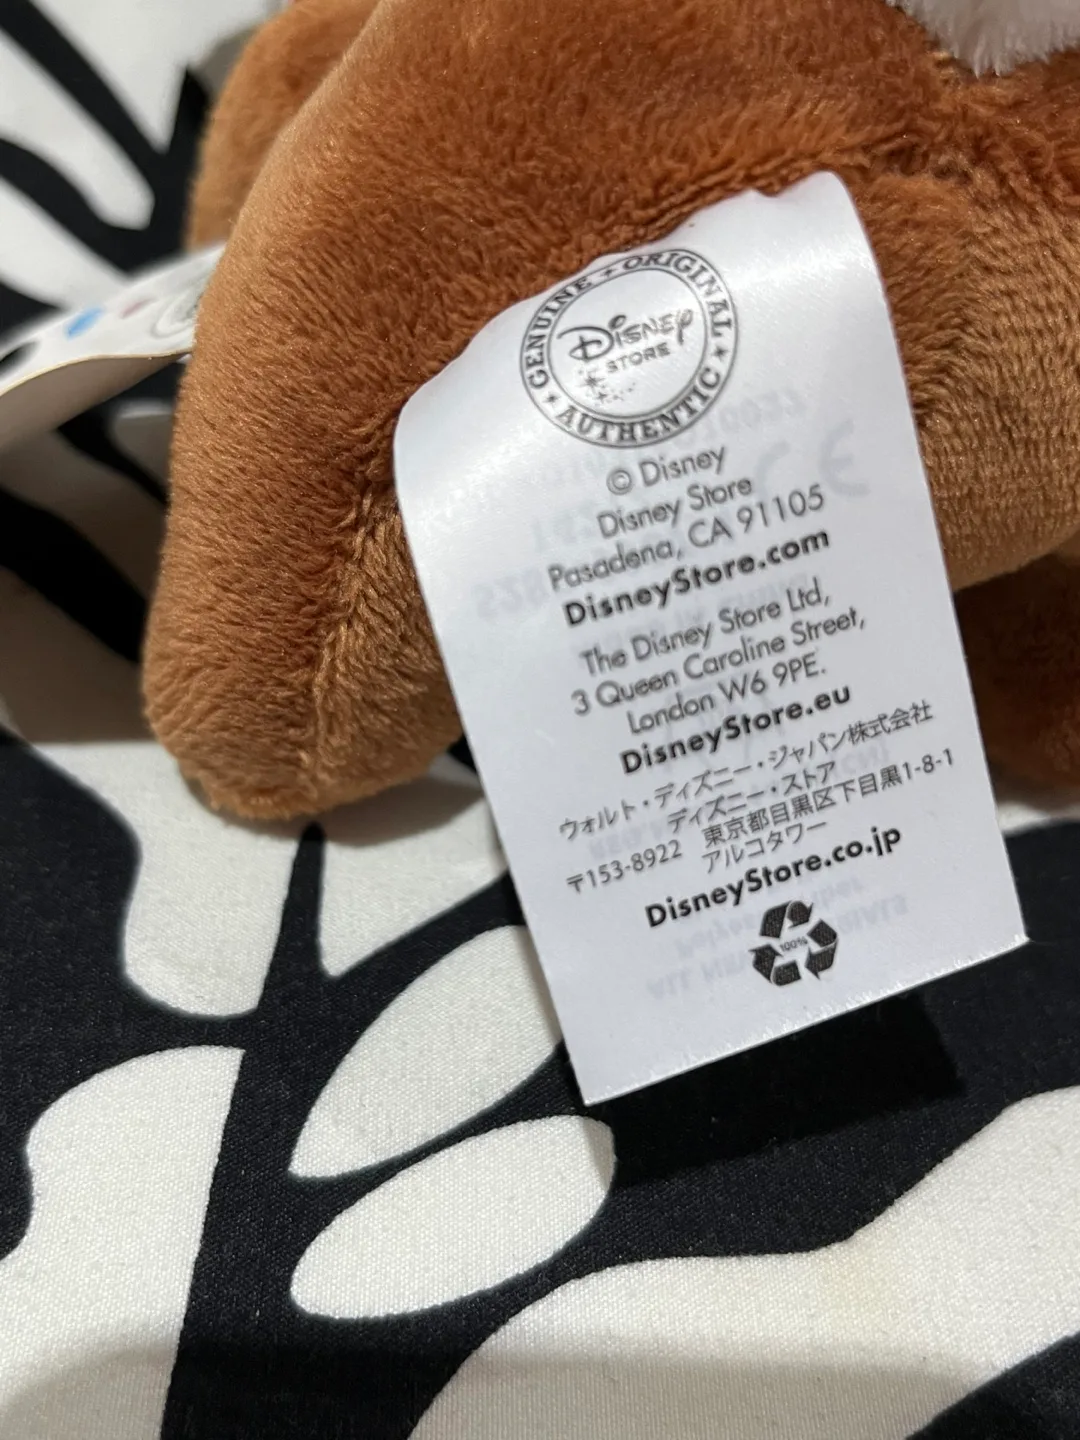 GENUINE ORIGINAL AUTHENTIC
Disney
STORE
© Disney
Disney Store
Pasadena, CA 91105
DisneyStore.com
The Disney Store Ltd,
3 Queen Caroline Street,
London W6 9PE.
DisneyStore.eu
ウォルト・ディズニー・ジャパン株式会社
ディズニー・ストア
〒153-8922 東京都目黒区下目黒1-8-1
アルコタワー
DisneyStore.co.jp
100%